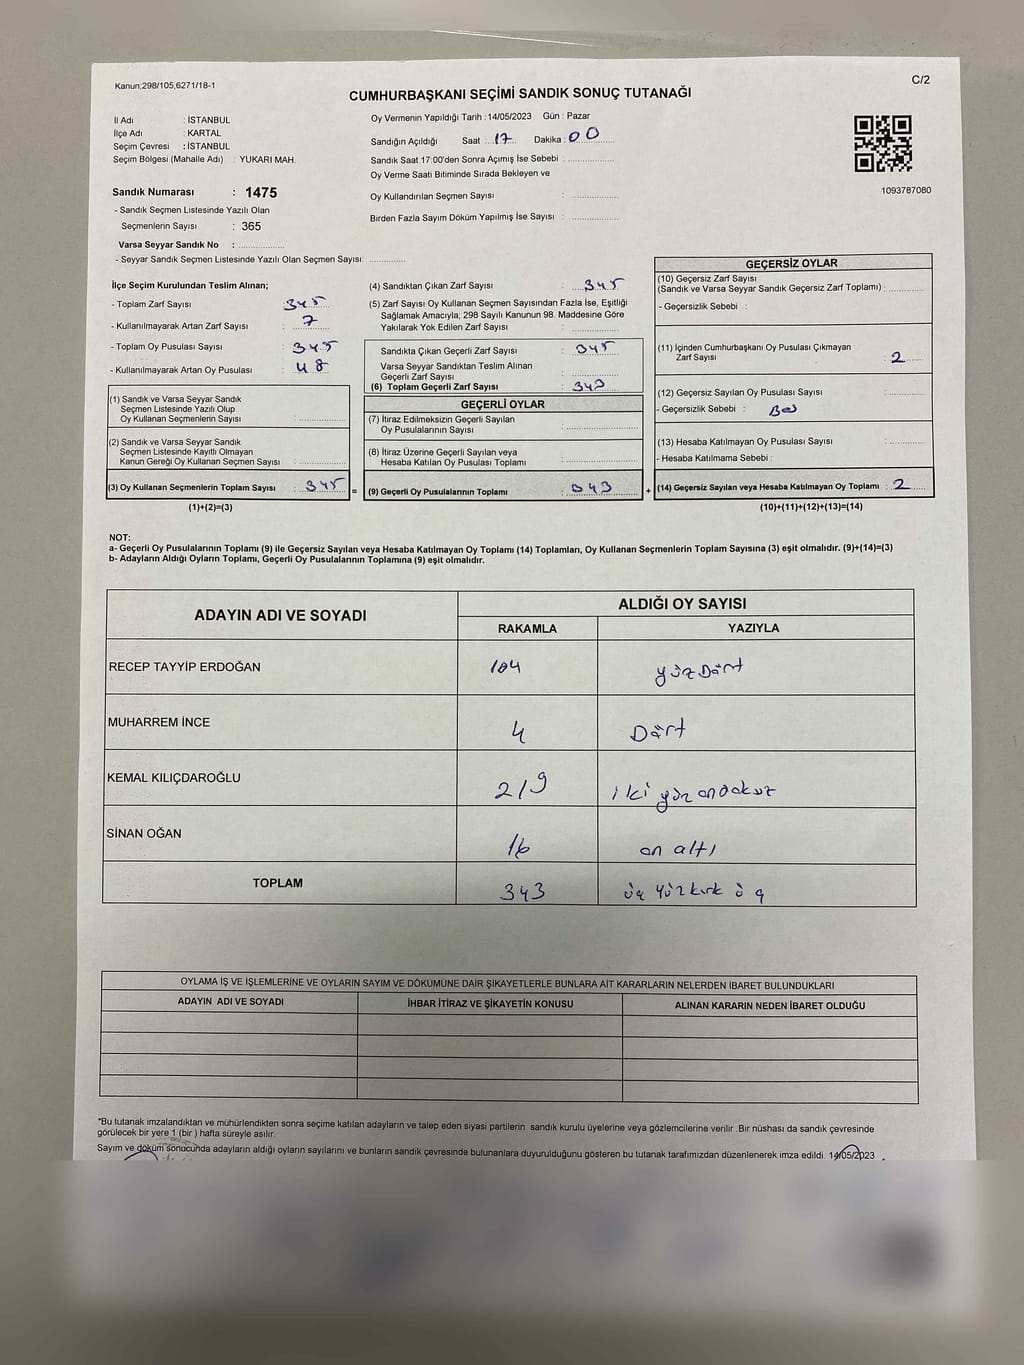 Kanun;298/105,6271/18-1
C/2
CUMHURBAŞKANI SEÇİMİ SANDIK SONUÇ TUTANAĞI
İl Adı : İSTANBUL
İlçe Adı : KARTAL
Seçim Çevresi : İSTANBUL
Seçim Bölgesi (Mahalle Adı) : YUKARI MAH.
Sandık Numarası : 1475
- Sandık Seçmen Listesinde Yazılı Olan
Seçmenlerin Sayısı : 365
Varsa Seyyar Sandık No :
- Seyyar Sandık Seçmen Listesinde Yazılı Olan Seçmen Sayısı:
Oy Vermenin Yapıldığı Tarih : 14/05/2023 Gün : Pazar
Sandığın Açıldığı Saat : 17 Dakika : 00
Sandık Saat 17:00'den Sonra Açımış İse Sebebi :
Oy Verme Saati Bitiminde Sırada Bekleyen ve
Oy Kullandırılan Seçmen Sayısı :
Birden Fazla Sayım Döküm Yapılmış İse Sayısı :
1093787080
İlçe Seçim Kurulundan Teslim Alınan;
- Toplam Zarf Sayısı : 345
- Kullanılmayarak Artan Zarf Sayısı : 7
- Toplam Oy Pusulası Sayısı : 345
- Kullanılmayarak Artan Oy Pusulası : 48
(1) Sandık ve Varsa Seyyar Sandık
Seçmen Listesinde Yazılı Olup
Oy Kullanan Seçmenlerin Sayısı :
(2) Sandık ve Varsa Seyyar Sandık
Seçmen Listesinde Kayıtlı Olmayan
Kanun Gereği Oy Kullanan Seçmen Sayısı :
(3) Oy Kullanan Seçmenlerin Toplam Sayısı : 345
(1)+(2)=(3)
(4) Sandıktan Çıkan Zarf Sayısı : 345
(5) Zarf Sayısı Oy Kullanan Seçmen Sayısından Fazla İse, Eşitliği
Sağlamak Amacıyla; 298 Sayılı Kanunun 98. Maddesine Göre
Yakılarak Yok Edilen Zarf Sayısı :
Sandıkta Çıkan Geçerli Zarf Sayısı : 345
Varsa Seyyar Sandıktan Teslim Alınan
Geçerli Zarf Sayısı :
(6) Toplam Geçerli Zarf Sayısı : 343
GEÇERLİ OYLAR
(7) İtiraz Edilmeksizin Geçerli Sayılan
Oy Pusulalarının Sayısı :
(8) İtiraz Üzerine Geçerli Sayılan veya
Hesaba Katılan Oy Pusulası Toplamı :
= (9) Geçerli Oy Pusulalarının Toplamı : 343 +
GEÇERSİZ OYLAR
(10) Geçersiz Zarf Sayısı
(Sandık ve Varsa Seyyar Sandık Geçersiz Zarf Toplamı) :
- Geçersizlik Sebebi :
(11) İçinden Cumhurbaşkanı Oy Pusulası Çıkmayan
Zarf Sayısı : 2
(12) Geçersiz Sayılan Oy Pusulası Sayısı :
- Geçersizlik Sebebi : Boş
(13) Hesaba Katılmayan Oy Pusulası Sayısı :
- Hesaba Katılmama Sebebi :
(14) Geçersiz Sayılan veya Hesaba Katılmayan Oy Toplamı : 2
(10)+(11)+(12)+(13)=(14)
NOT:
a- Geçerli Oy Pusulalarının Toplamı (9) ile Geçersiz Sayılan veya Hesaba Katılmayan Oy Toplamı (14) Toplamları, Oy Kullanan Seçmenlerin Toplam Sayısına (3) eşit olmalıdır. (9)+(14)=(3)
b- Adayların Aldığı Oyların Toplamı, Geçerli Oy Pusulalarının Toplamına (9) eşit olmalıdır.
ADAYIN ADI VE SOYADI ALDIĞI OY SAYISI
RAKAMLA YAZIYLA
RECEP TAYYİP ERDOĞAN 104 yüzDört
MUHARREM İNCE 4 Dört
KEMAL KILIÇDAROĞLU 219 iki yüz ondokuz
SİNAN OĞAN 16 on altı
TOPLAM 343 üç yüz kırk üç
OYLAMA İŞ VE İŞLEMLERİNE VE OYLARIN SAYIM VE DÖKÜMÜNE DAİR ŞİKAYETLERLE BUNLARA AİT KARARLARIN NELERDEN İBARET BULUNDUKLARI
ADAYIN ADI VE SOYADI İHBAR İTİRAZ VE ŞİKAYETİN KONUSU ALINAN KARARIN NEDEN İBARET OLDUĞU
*Bu tutanak imzalandıktan ve mühürlendikten sonra seçime katılan adayların ve talep eden siyasi partilerin sandık kurulu üyelerine veya gözlemcilerine verilir .Bir nüshası da sandık çevresinde
görülecek bir yere 1 (bir ) hafta süreyle asılır.
Sayım ve döküm sonucunda adayların aldığı oyların sayılarını ve bunların sandık çevresinde bulunanlara duyurulduğunu gösteren bu tutanak tarafımızdan düzenlenerek imza edildi. 14/05/2023